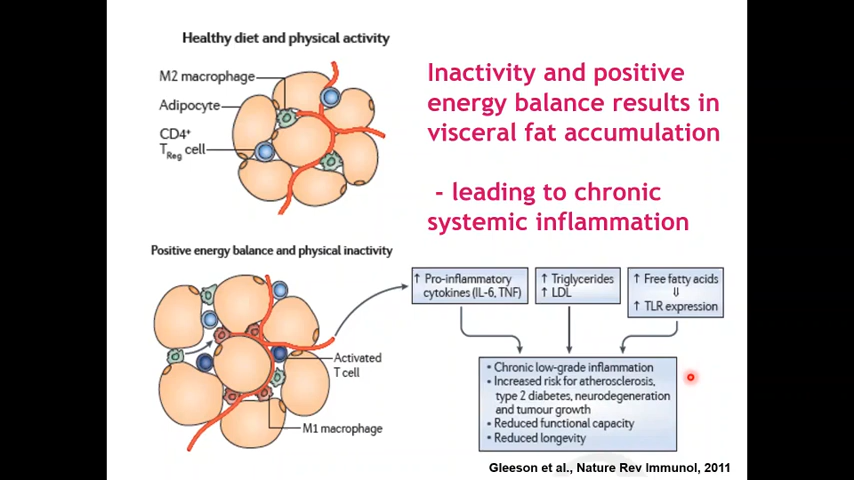 Healthy diet and physical activity
M2 macrophage
Adipocyte
CD4⁺
T_Reg cell
Inactivity and positive
energy balance results in
visceral fat accumulation
- leading to chronic
systemic inflammation
Positive energy balance and physical inactivity
Activated
T cell
M1 macrophage
↑ Pro-inflammatory
cytokines (IL-6, TNF)
↑ Triglycerides
↑ LDL
↑ Free fatty acids
⇓
↑ TLR expression
• Chronic low-grade inflammation
• Increased risk for atherosclerosis,
type 2 diabetes, neurodegeneration
and tumour growth
• Reduced functional capacity
• Reduced longevity
Gleeson et al., Nature Rev Immunol, 2011